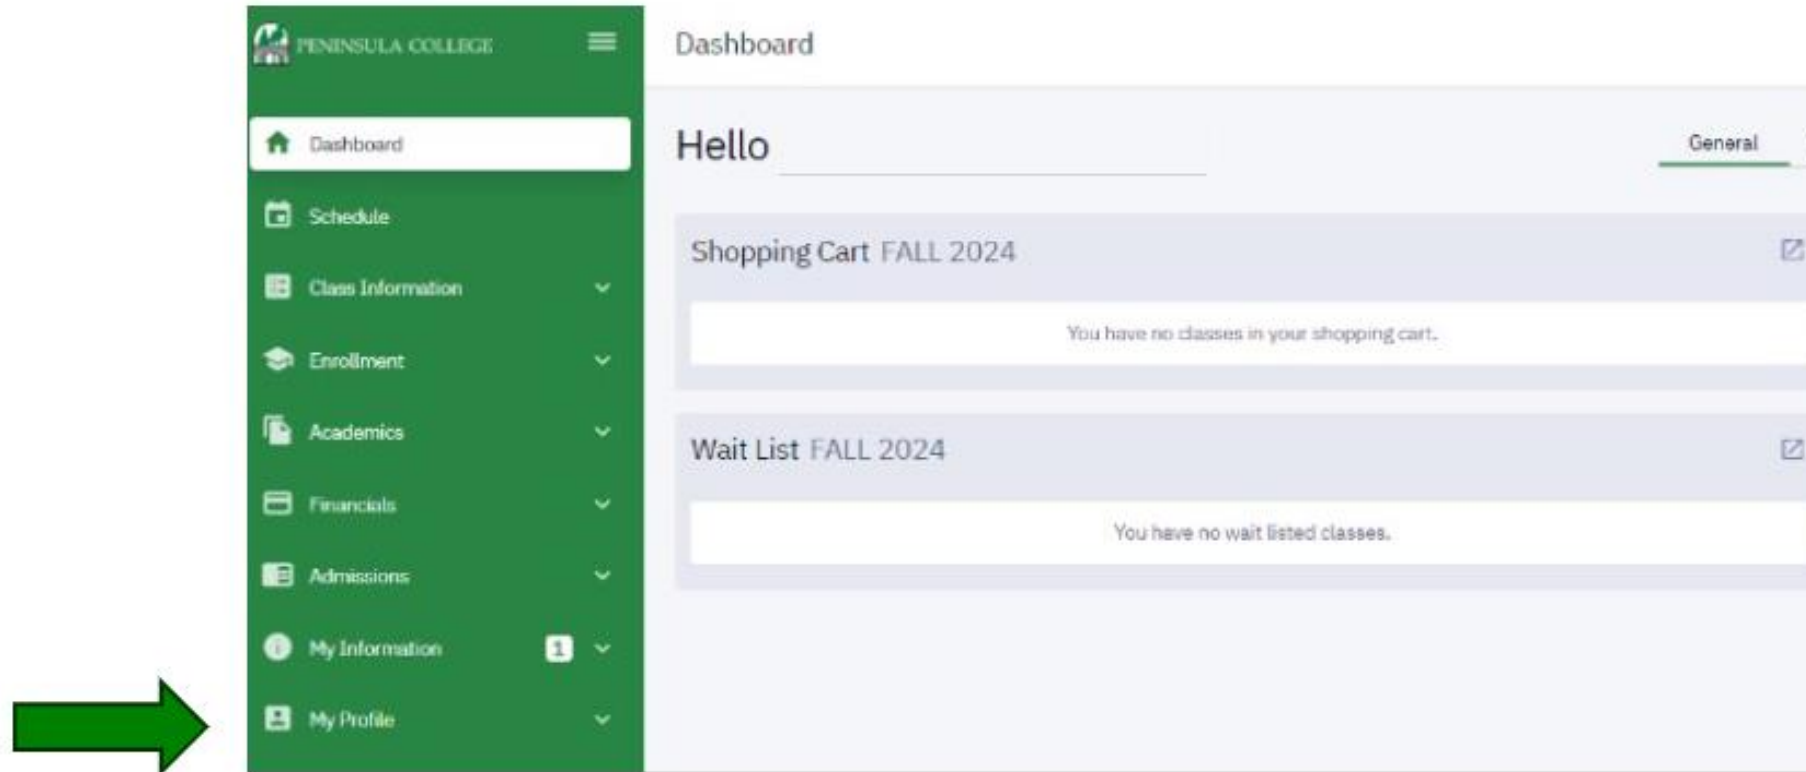 PENINSULA COLLEGE
Dashboard
Schedule
Class Information
Enrollment
Academics
Financials
Admissions
My Information 1
My Profile
Dashboard
Hello
General
Shopping Cart FALL 2024
You have no classes in your shopping cart.
Wait List FALL 2024
You have no wait listed classes.